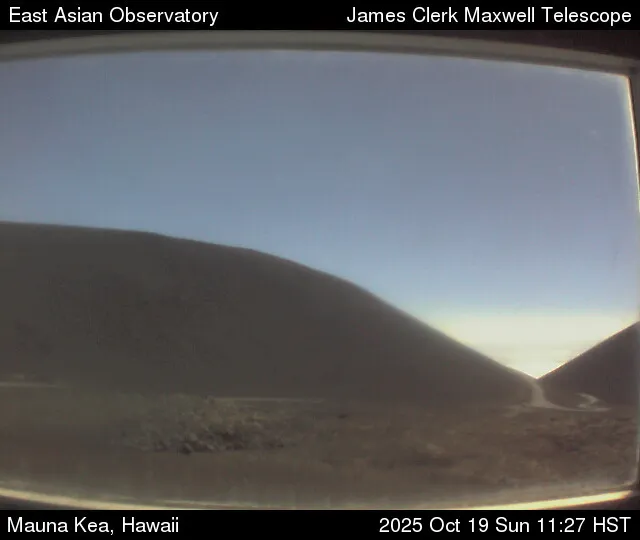 East Asian Observatory
James Clerk Maxwell Telescope
Mauna Kea, Hawaii
2025 Oct 19 Sun 11:27 HST